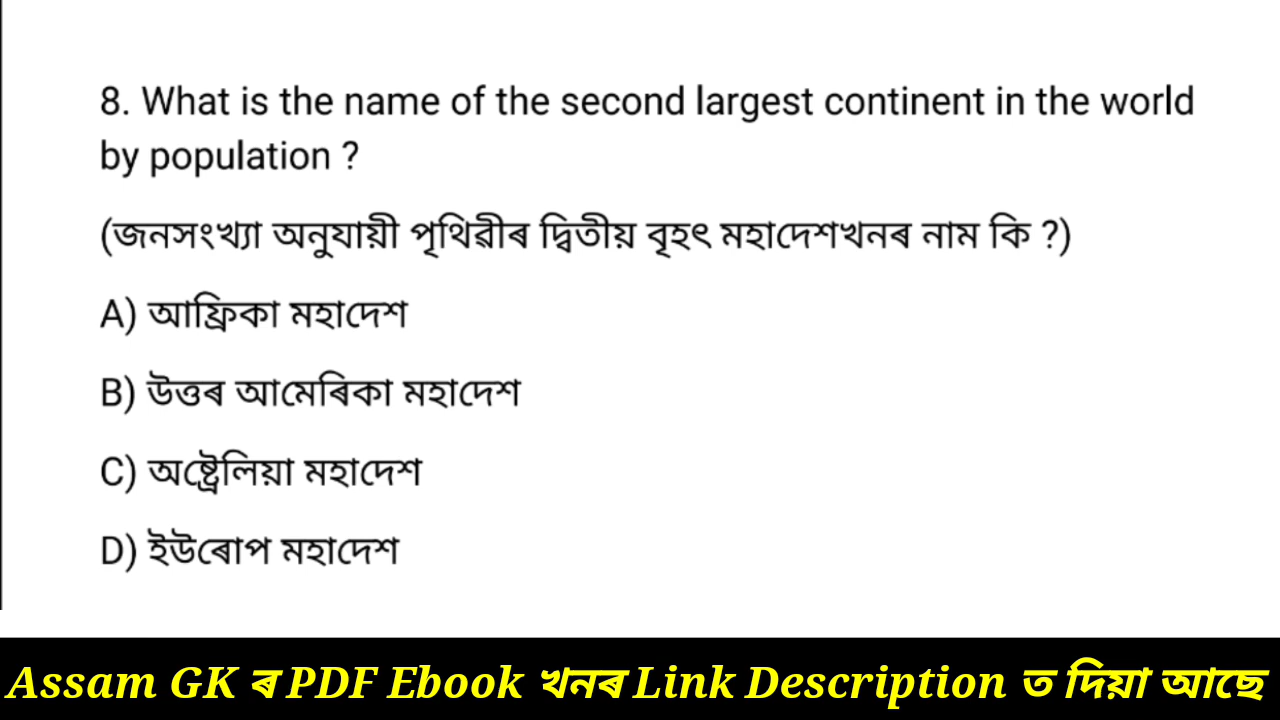 8. What is the name of the second largest continent in the world
by population ?
(জনসংখ্যা অনুযায়ী পৃথিৱীৰ দ্বিতীয় বৃহৎ মহাদেশখনৰ নাম কি ?)
A) আফ্ৰিকা মহাদেশ
B) উত্তৰ আমেৰিকা মহাদেশ
C) অষ্ট্ৰেলিয়া মহাদেশ
D) ইউৰোপ মহাদেশ
Assam GK ৰ PDF Ebook খনৰ Link Description ত দিয়া আছে